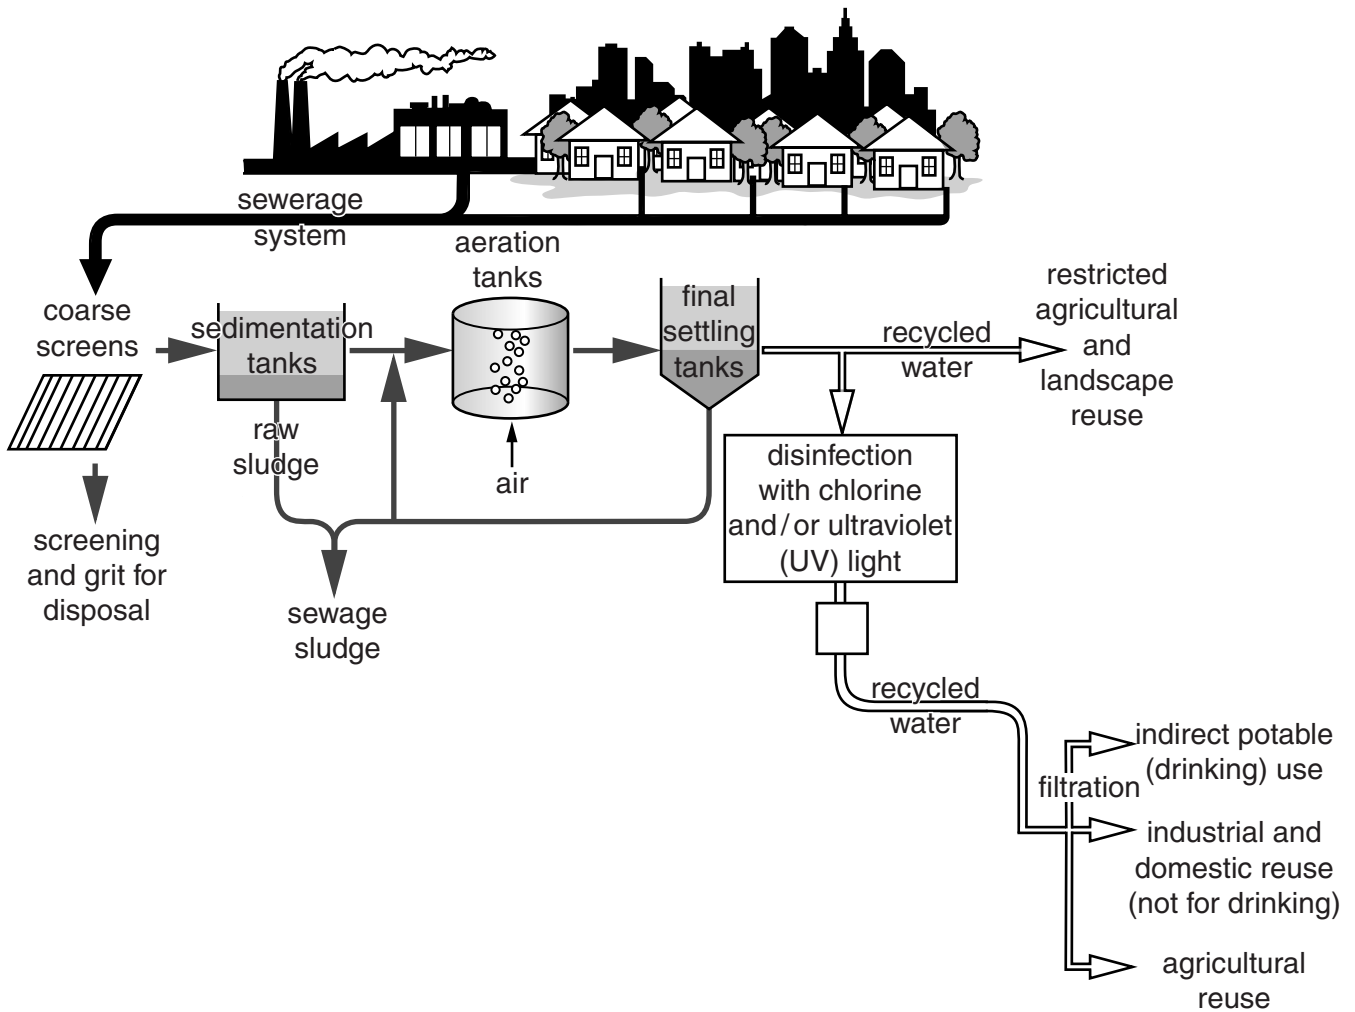 sewerage
system
aeration
tanks
coarse
screens
sedimentation
tanks
final
settling
tanks
recycled
water
restricted
agricultural
and
landscape
reuse
raw
sludge
air
screening
and grit for
disposal
sewage
sludge
disinfection
with chlorine
and/or ultraviolet
(UV) light
recycled
water
filtration
indirect potable
(drinking) use
industrial and
domestic reuse
(not for drinking)
agricultural
reuse